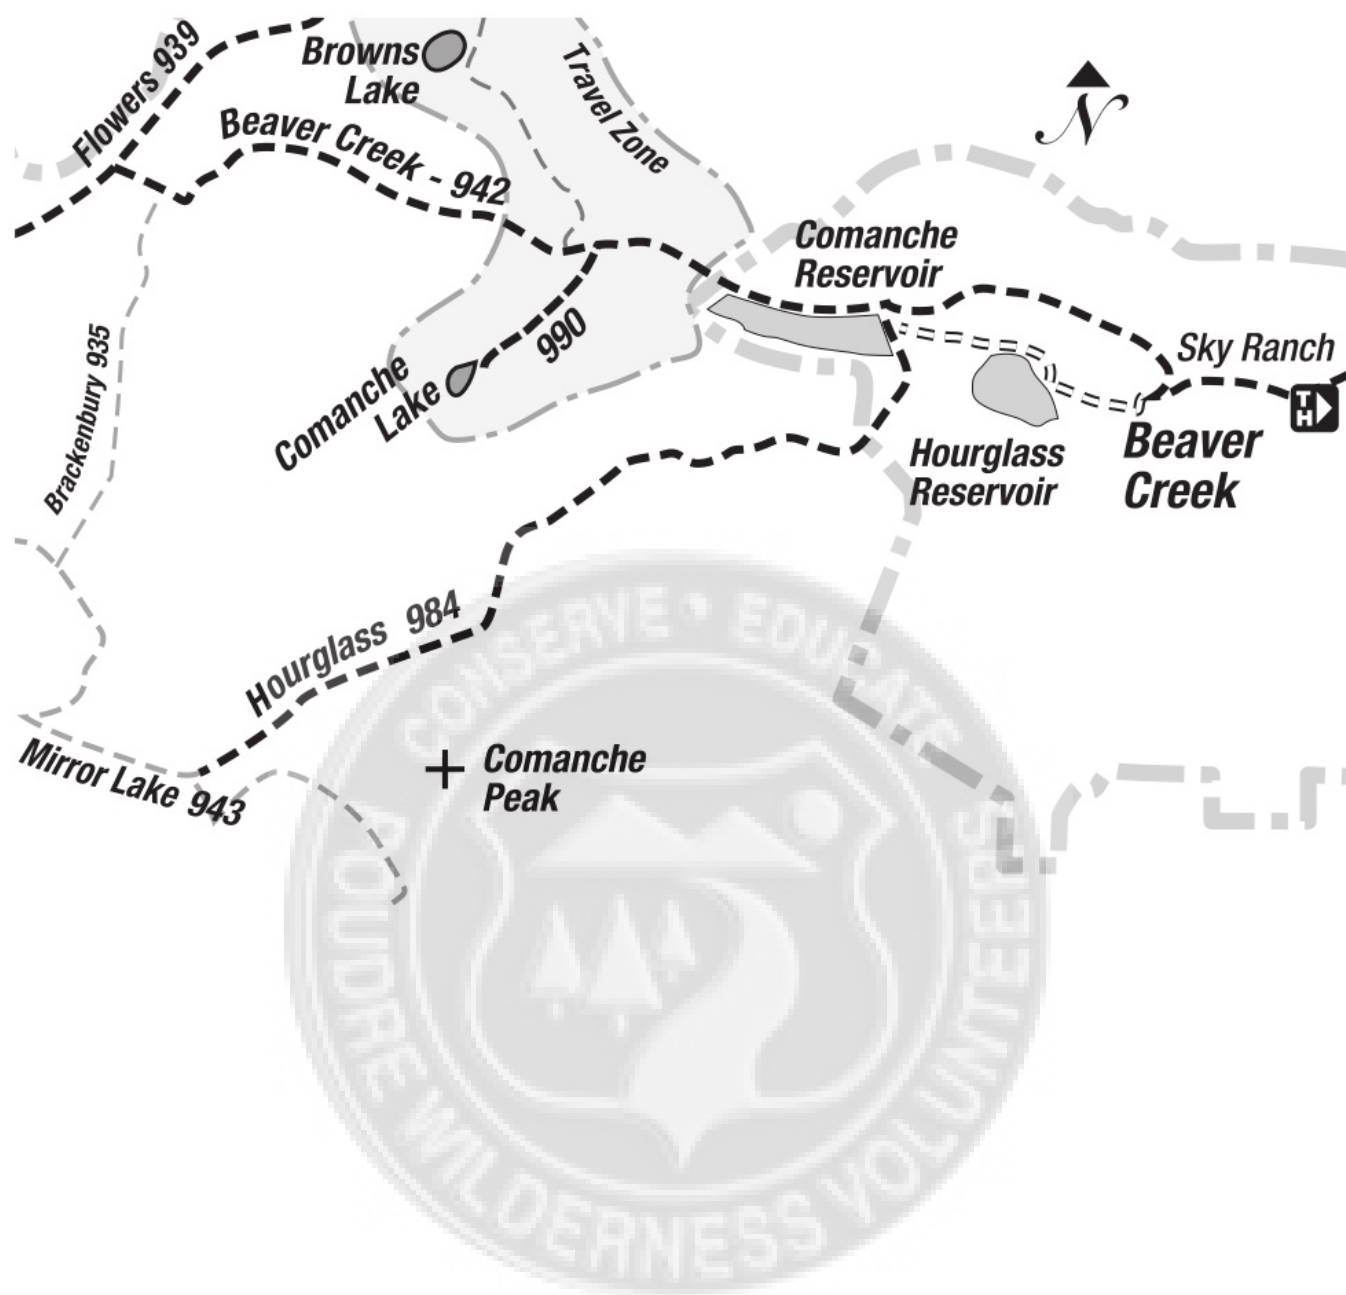 Flowers 939
Browns
Lake
Travel Zone
N
Beaver Creek - 942
Comanche
Reservoir
990
Comanche
Lake
Sky Ranch
TH
Brackenbury 935
Hourglass
Reservoir
Beaver
Creek
Hourglass 984
Mirror Lake 943
Comanche
Peak
CONSERVE • EDUCATE
POUDRE WILDERNESS VOLUNTEERS